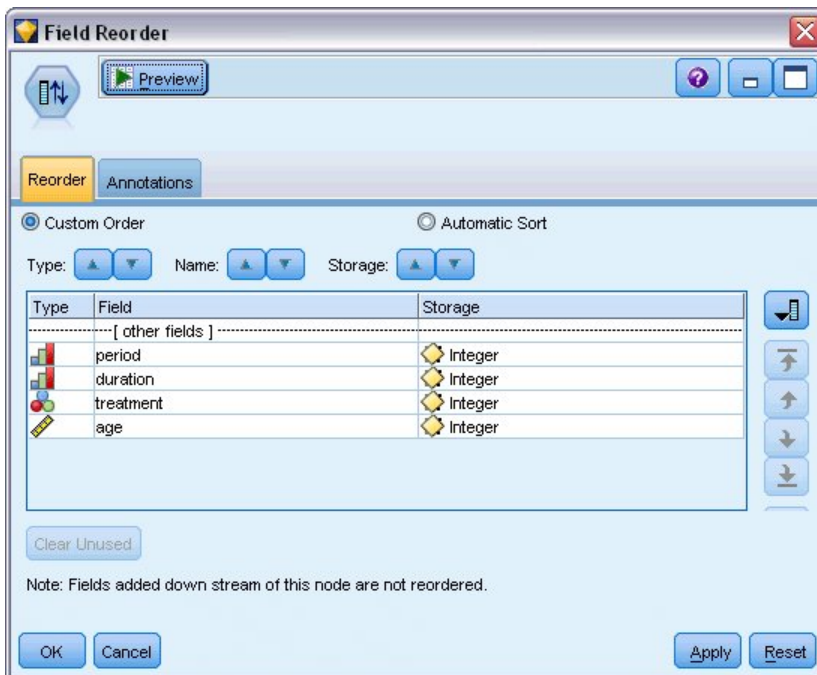 Field Reorder
Preview
Reorder Annotations
Custom Order Automatic Sort
Type: Name: Storage:
Type Field Storage
[ other fields ]
period Integer
duration Integer
treatment Integer
age Integer
Clear Unused
Note: Fields added down stream of this node are not reordered.
OK Cancel Apply Reset